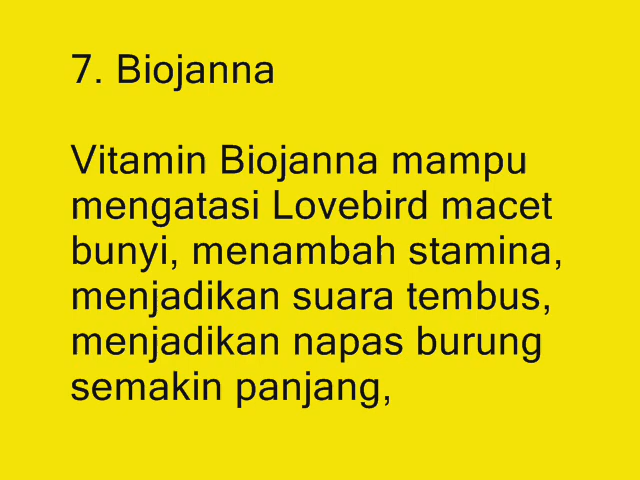 7. Biojanna
Vitamin Biojanna mampu
mengatasi Lovebird macet
bunyi, menambah stamina,
menjadikan suara tembus,
menjadikan napas burung
semakin panjang,